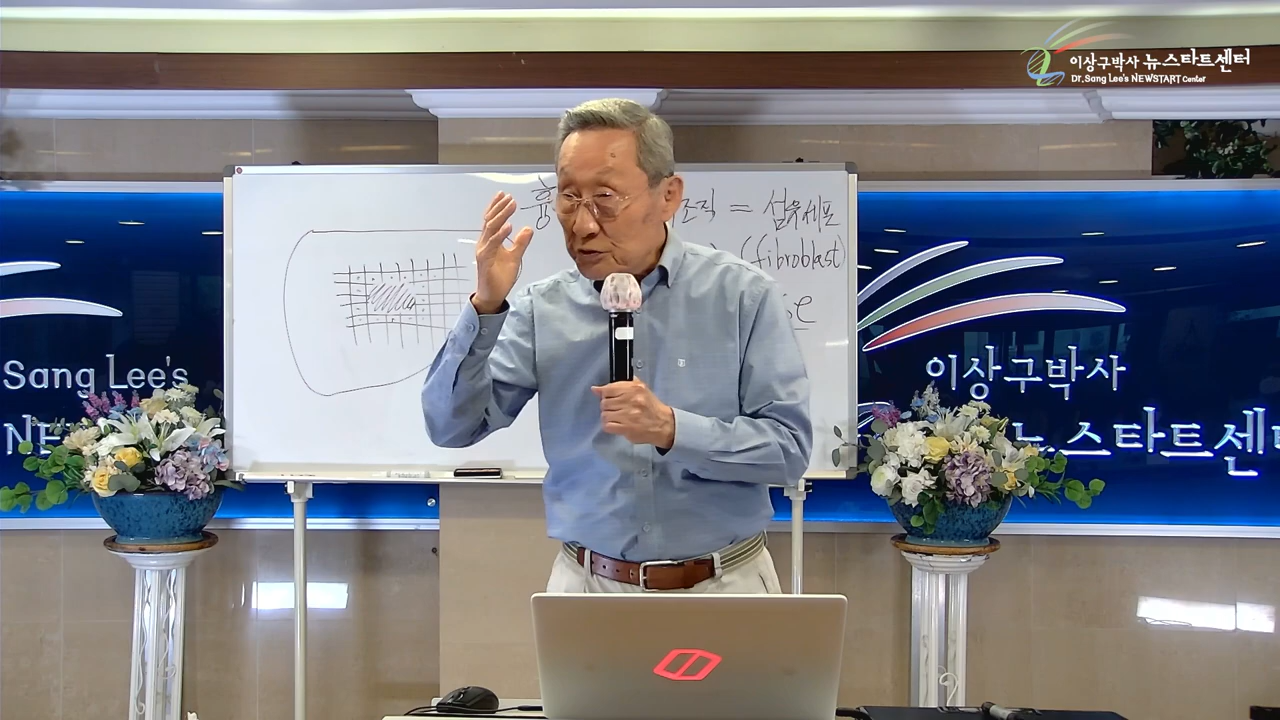 이상구박사 뉴스타트센터
Dr. Sang Lee's NEWSTART Center
흉
조직 = 섬유세포
(fibroblast)
Sang Lee's
이상구박사
뉴스타트센